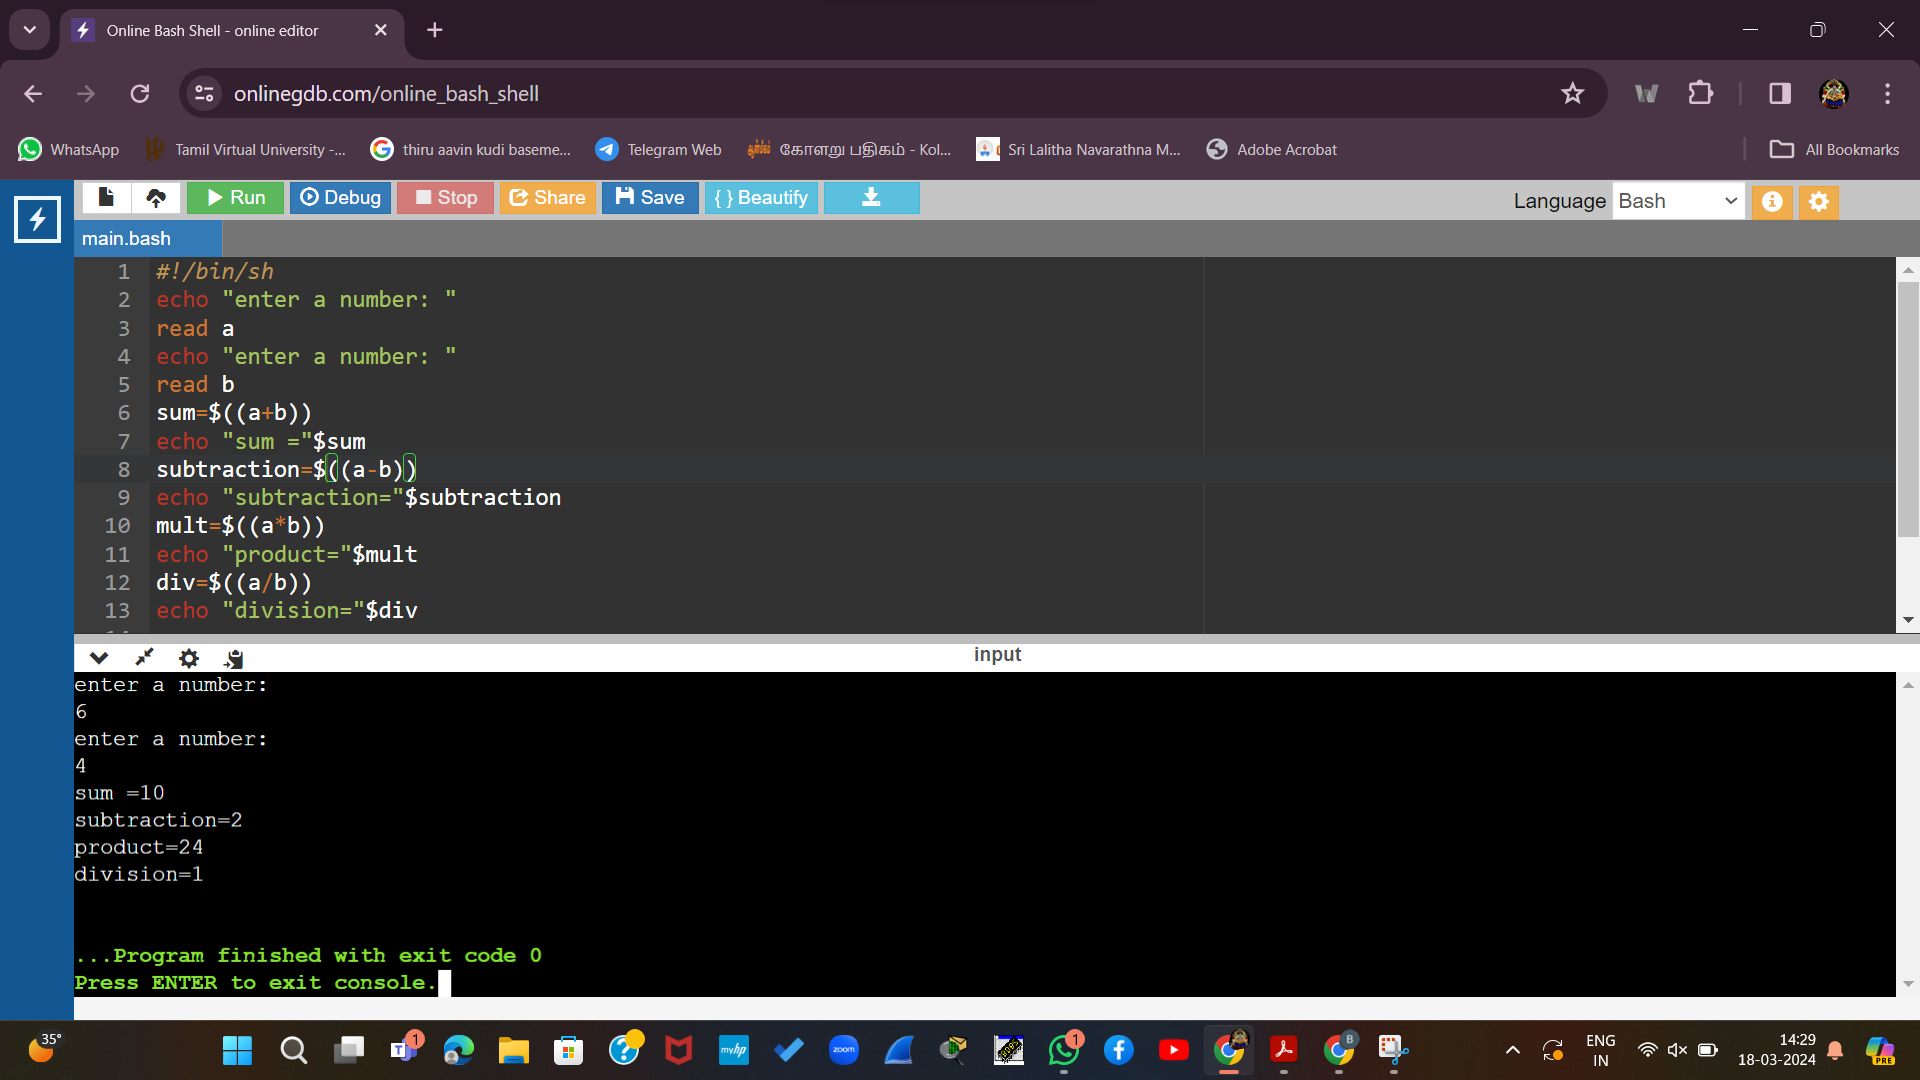 Online Bash Shell - online editor
onlinegdb.com/online_bash_shell
WhatsApp
Tamil Virtual University -...
thiru aavin kudi baseme...
Telegram Web
கோளறு பதிகம் - Kol...
Sri Lalitha Navarathna M...
Adobe Acrobat
All Bookmarks
Run
Debug
Stop
Share
Save
{ } Beautify
Language
Bash
main.bash
1 #!/bin/sh
2 echo "enter a number: "
3 read a
4 echo "enter a number: "
5 read b
6 sum=$((a+b))
7 echo "sum ="$sum
8 subtraction=$((a-b))
9 echo "subtraction="$subtraction
10 mult=$((a*b))
11 echo "product="$mult
12 div=$((a/b))
13 echo "division="$div
input
enter a number:
6
enter a number:
4
sum =10
subtraction=2
product=24
division=1
...Program finished with exit code 0
Press ENTER to exit console.
35°
1
myhp
zoom
1
B
ENG
IN
14:29
18-03-2024
PRE